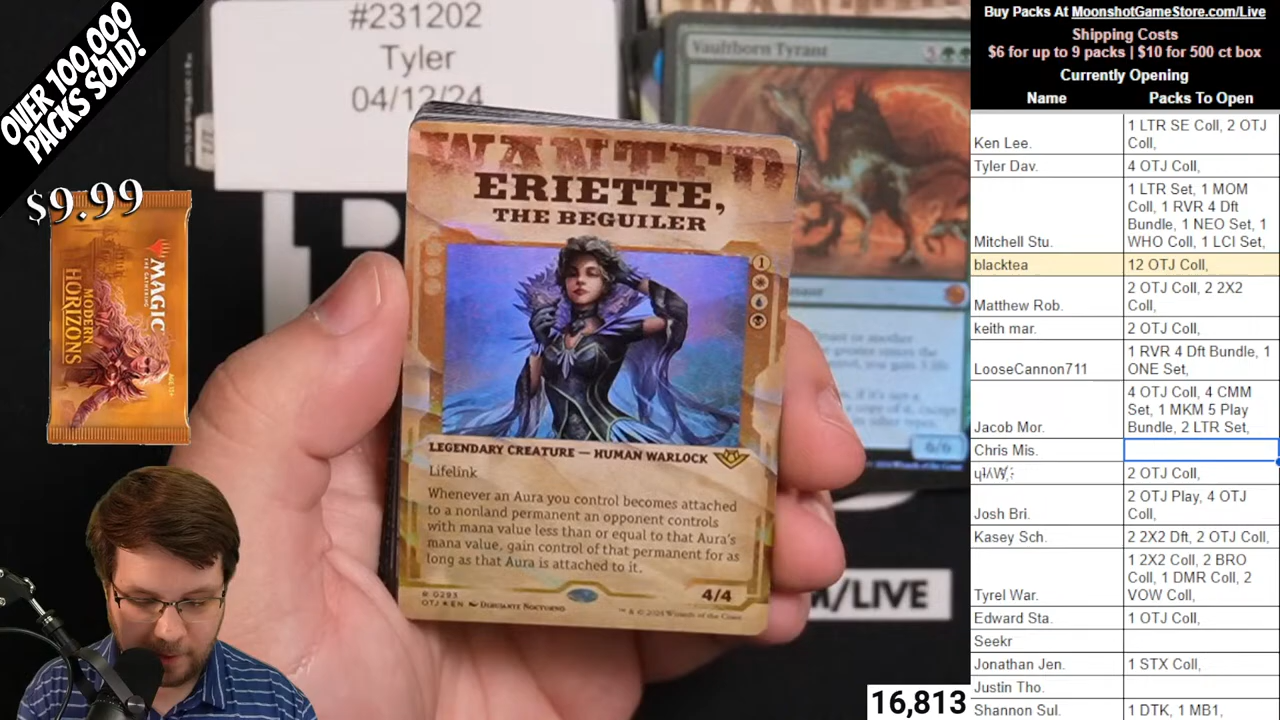 OVER 100,000
PACKS SOLD!
$9.99
MAGIC
THE GATHERING
MODERN
HORIZONS
#231202
Tyler
04/12/24
Vaultborn Tyrant
6/6
WANTED
ERIETTE,
THE BEGUILER
1
LEGENDARY CREATURE — HUMAN WARLOCK
Lifelink
Whenever an Aura you control becomes attached
to a nonland permanent an opponent controls
with mana value less than or equal to that Aura's
mana value, gain control of that permanent for as
long as that Aura is attached to it.
4/4
R 0293
OTJ ★ EN DURVANTE NOCTURNO
/LIVE
16,813
Buy Packs At MoonshotGameStore.com/Live
Shipping Costs
$6 for up to 9 packs | $10 for 500 ct box
Currently Opening
Name Packs To Open
Ken Lee. 1 LTR SE Coll, 2 OTJ
Coll,
Tyler Dav. 4 OTJ Coll,
Mitchell Stu. 1 LTR Set, 1 MOM
Coll, 1 RVR 4 Dft
Bundle, 1 NEO Set, 1
WHO Coll, 1 LCI Set,
blacktea 12 OTJ Coll,
Matthew Rob. 2 OTJ Coll, 2 2X2
Coll,
keith mar. 2 OTJ Coll,
LooseCannon711 1 RVR 4 Dft Bundle, 1
ONE Set,
Jacob Mor. 4 OTJ Coll, 4 CMM
Set, 1 MKM 5 Play
Bundle, 2 LTR Set,
Chris Mis.
2 OTJ Coll,
Josh Bri. 2 OTJ Play, 4 OTJ
Coll,
Kasey Sch. 2 2X2 Dft, 2 OTJ Coll,
Tyrel War. 1 2X2 Coll, 2 BRO
Coll, 1 DMR Coll, 2
VOW Coll,
Edward Sta. 1 OTJ Coll,
Seekr
Jonathan Jen. 1 STX Coll,
Justin Tho.
Shannon Sul. 1 DTK, 1 MB1,